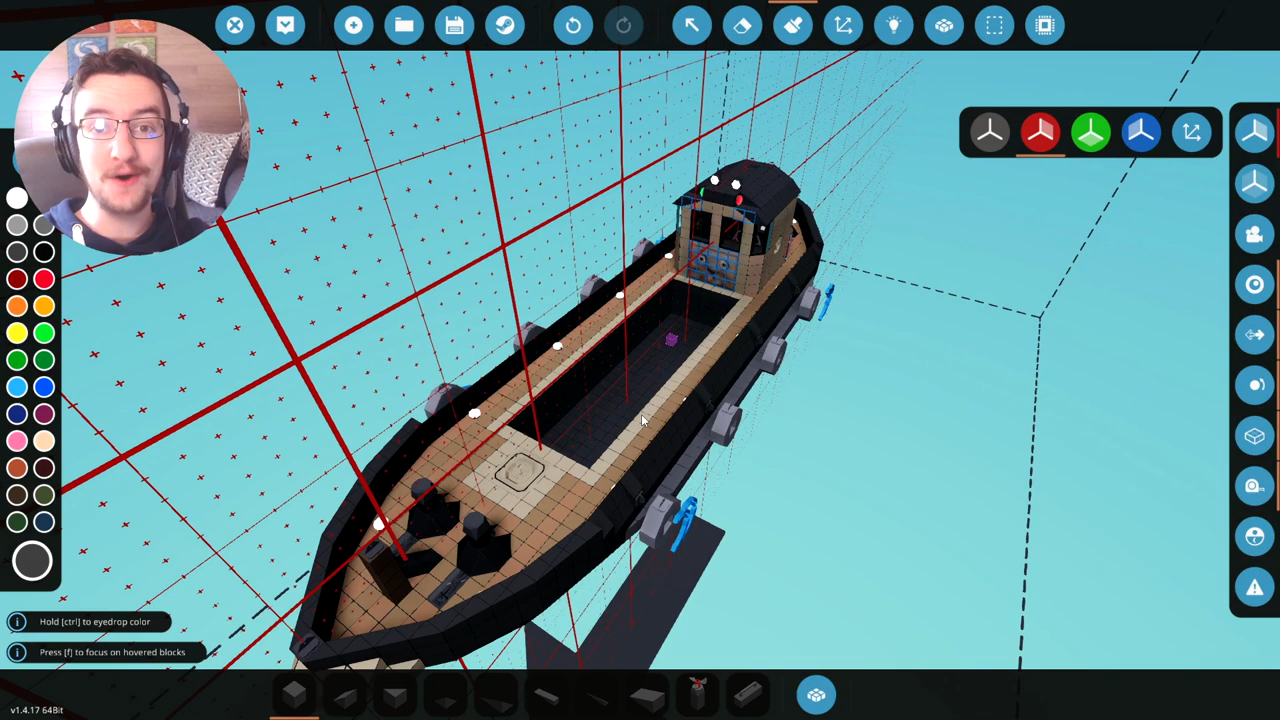 Hold [ctrl] to eyedrop color
Press [f] to focus on hovered blocks
v1.4.17 64Bit